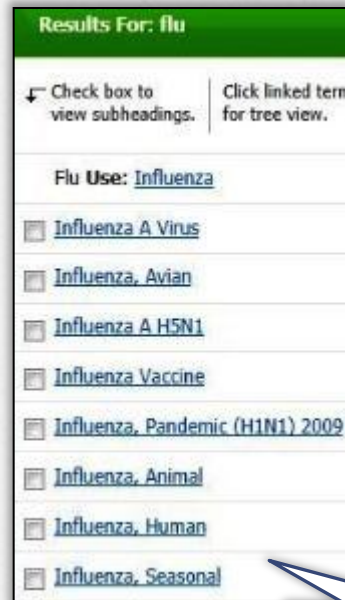 Results For: flu
Check box to
view subheadings.
Click linked term
for tree view.
Flu Use: Influenza
Influenza A Virus
Influenza, Avian
Influenza A H5N1
Influenza Vaccine
Influenza, Pandemic (H1N1) 2009
Influenza, Animal
Influenza, Human
Influenza, Seasonal